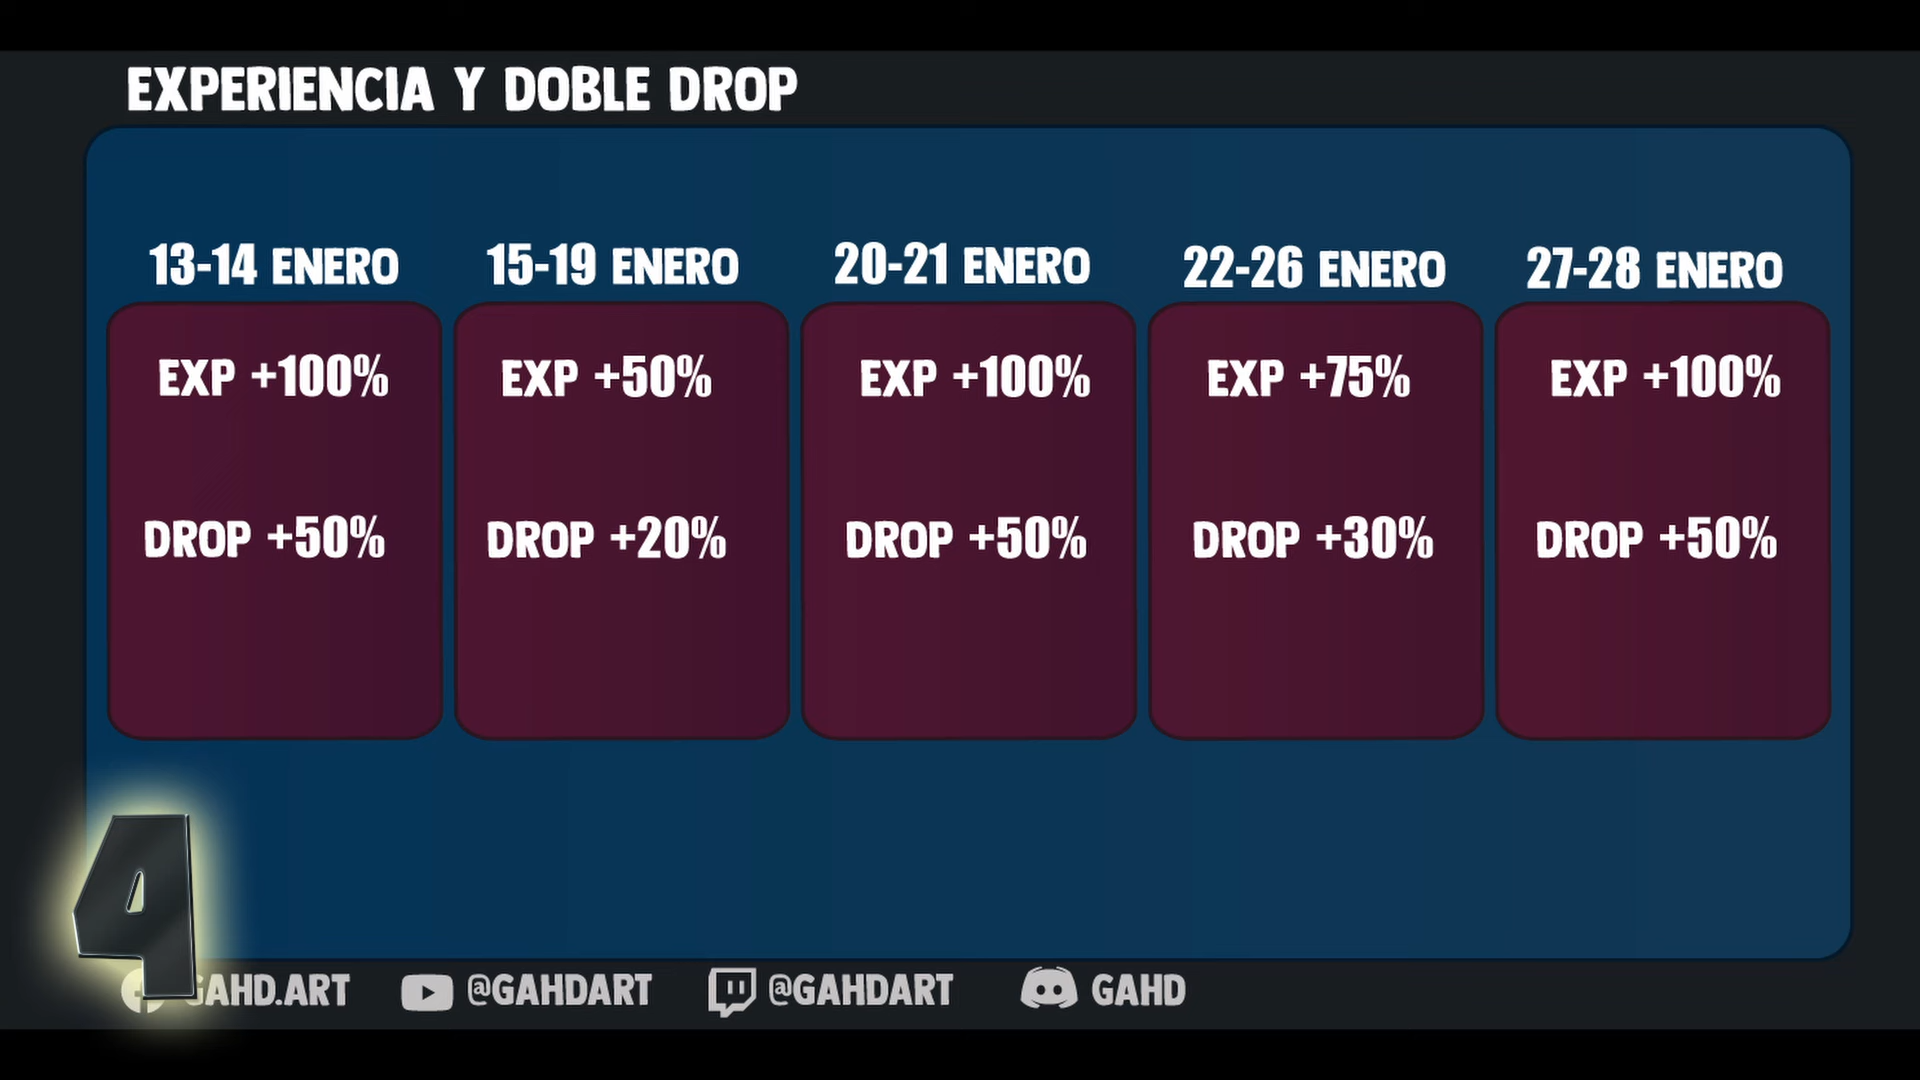 EXPERIENCIA Y DOBLE DROP
13-14 ENERO
EXP +100%
DROP +50%
15-19 ENERO
EXP +50%
DROP +20%
20-21 ENERO
EXP +100%
DROP +50%
22-26 ENERO
EXP +75%
DROP +30%
27-28 ENERO
EXP +100%
DROP +50%
4
GAHD.ART
@GAHDART
@GAHDART
GAHD